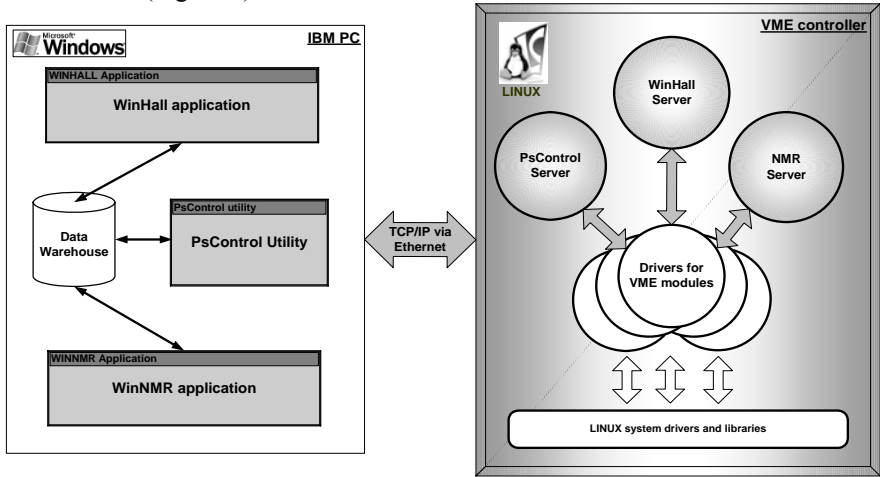 Microsoft
Windows
IBM PC
WINHALL Application
WinHall application
PsControl utility
PsControl Utility
Data
Warehouse
WINNMR Application
WinNMR application
TCP/IP via
Ethernet
VME controller
LINUX
WinHall
Server
PsControl
Server
NMR
Server
Drivers for
VME modules
LINUX system drivers and libraries